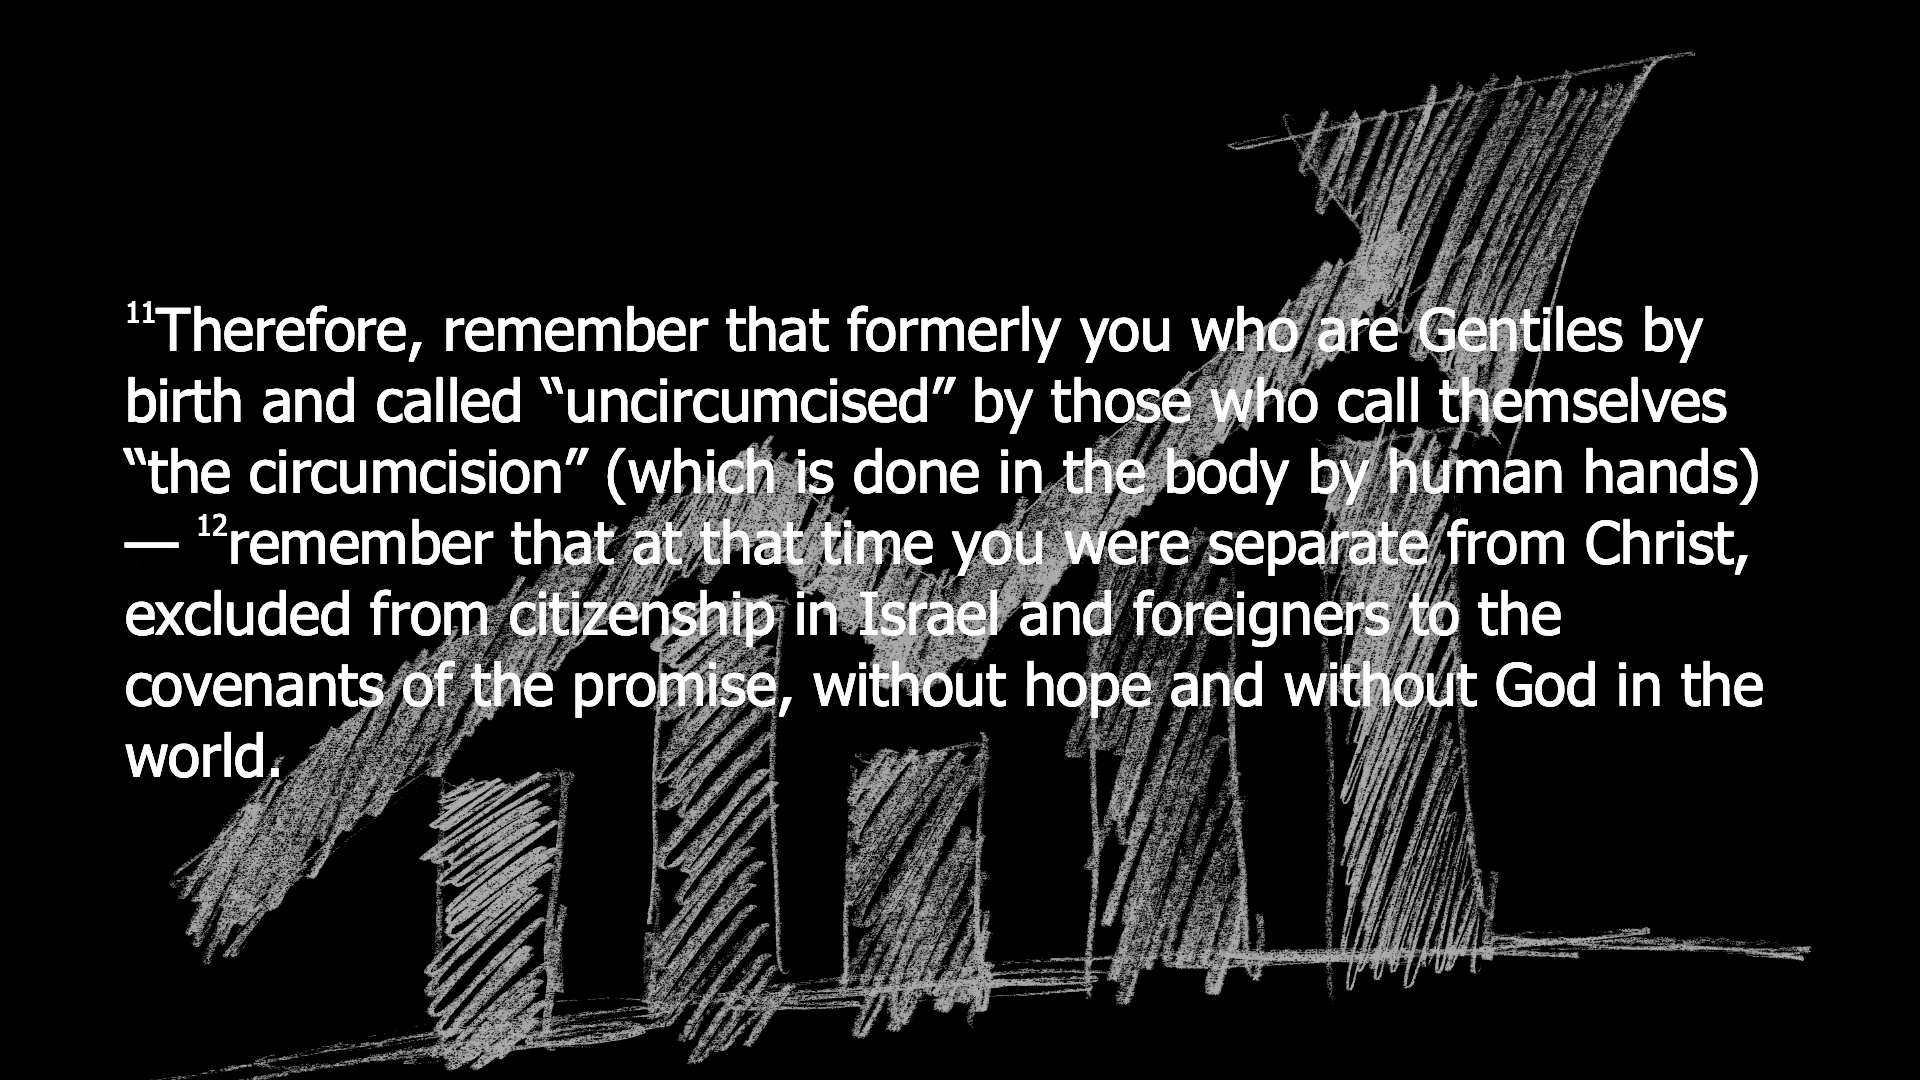 11Therefore, remember that formerly you who are Gentiles by
birth and called “uncircumcised” by those who call themselves
“the circumcision” (which is done in the body by human hands)
— 12remember that at that time you were separate from Christ,
excluded from citizenship in Israel and foreigners to the
covenants of the promise, without hope and without God in the
world.